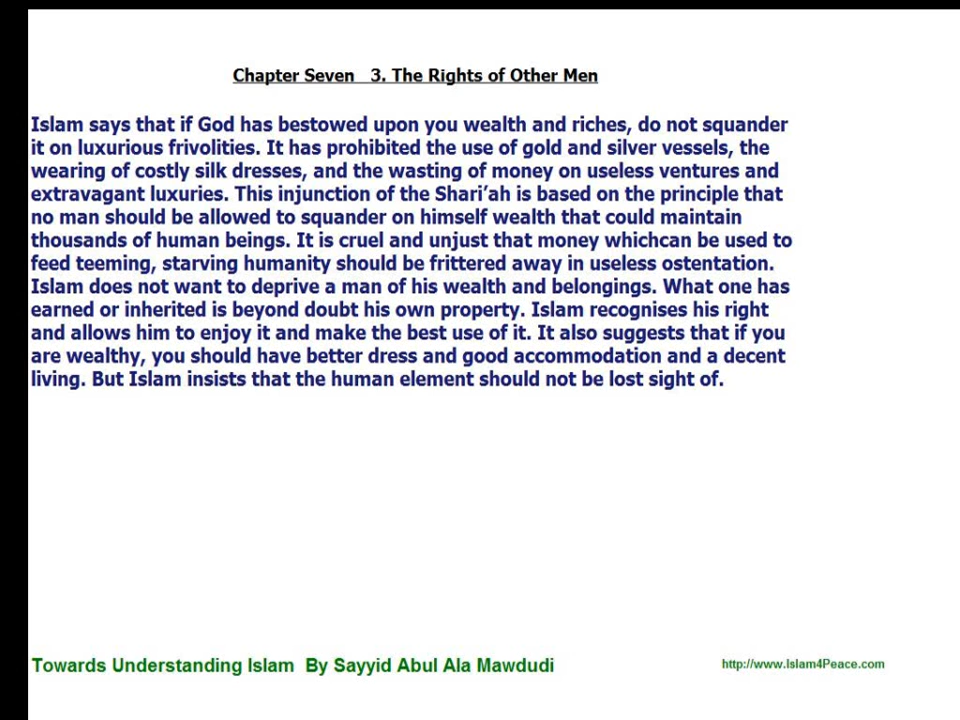 Chapter Seven   3. The Rights of Other Men
Islam says that if God has bestowed upon you wealth and riches, do not squander
it on luxurious frivolities. It has prohibited the use of gold and silver vessels, the
wearing of costly silk dresses, and the wasting of money on useless ventures and
extravagant luxuries. This injunction of the Shari’ah is based on the principle that
no man should be allowed to squander on himself wealth that could maintain
thousands of human beings. It is cruel and unjust that money whichcan be used to
feed teeming, starving humanity should be frittered away in useless ostentation.
Islam does not want to deprive a man of his wealth and belongings. What one has
earned or inherited is beyond doubt his own property. Islam recognises his right
and allows him to enjoy it and make the best use of it. It also suggests that if you
are wealthy, you should have better dress and good accommodation and a decent
living. But Islam insists that the human element should not be lost sight of.
Towards Understanding Islam  By Sayyid Abul Ala Mawdudi
http://www.Islam4Peace.com